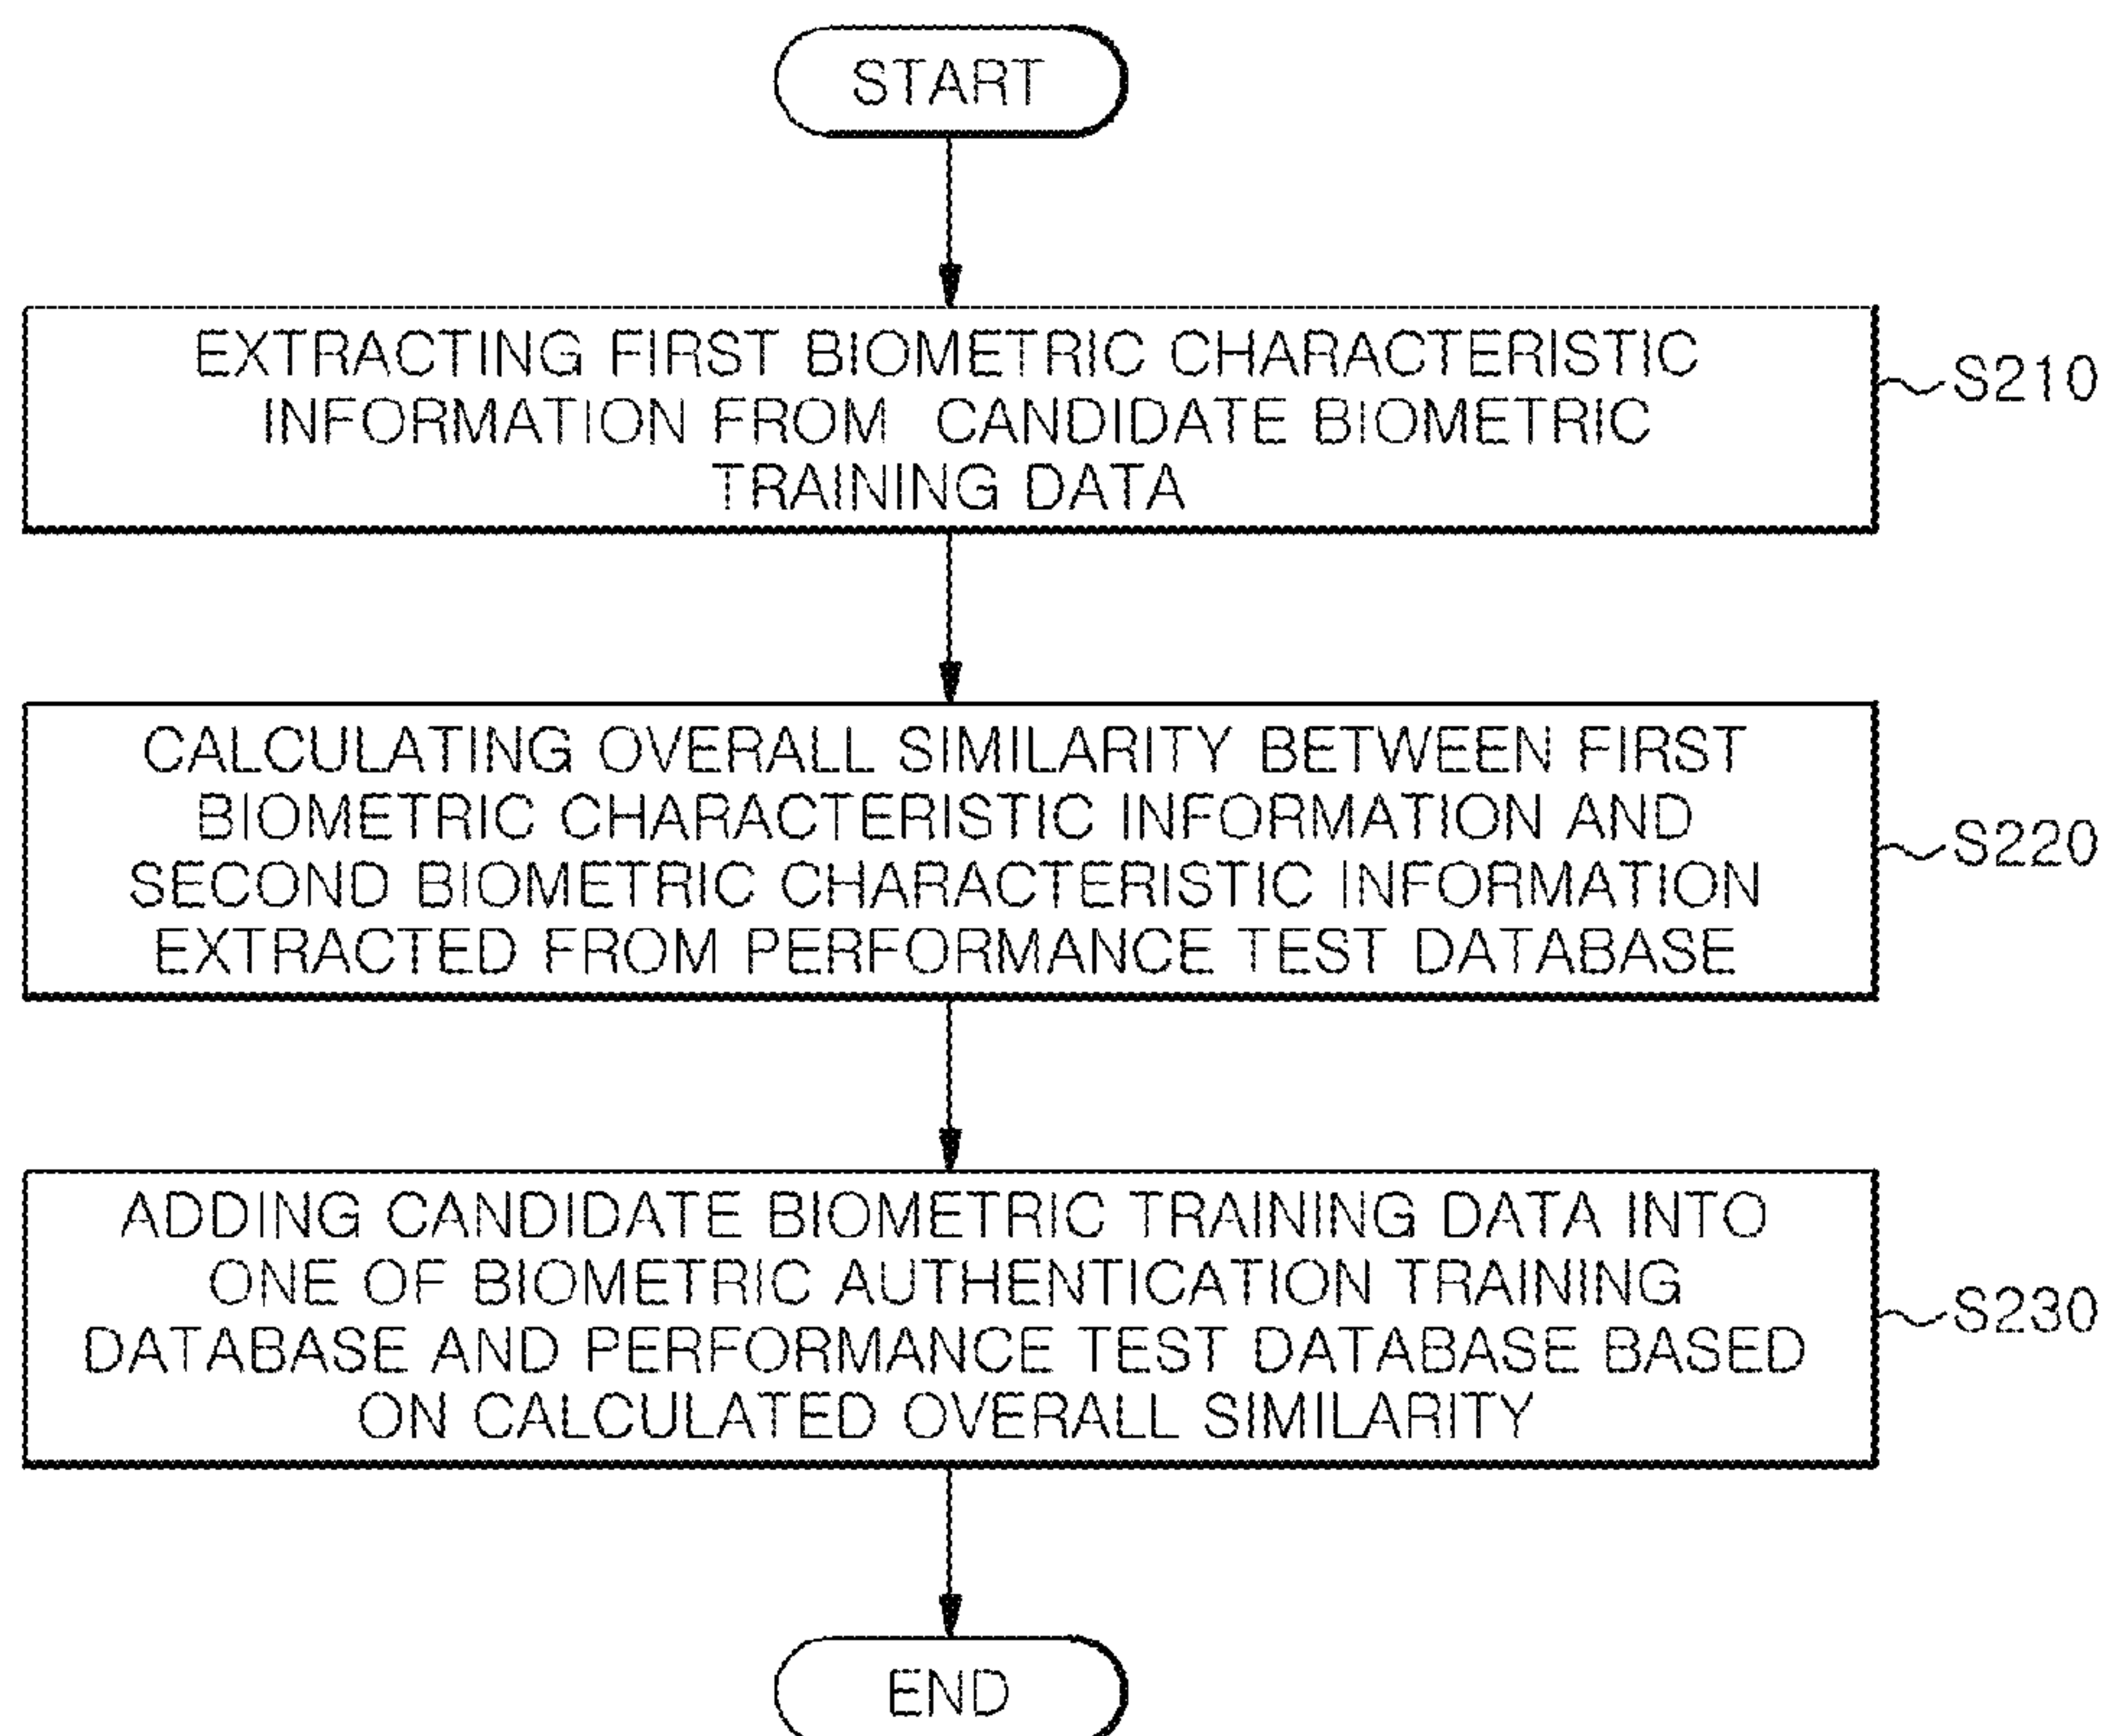 START
EXTRACTING FIRST BIOMETRIC CHARACTERISTIC
INFORMATION FROM CANDIDATE BIOMETRIC
TRAINING DATA
S210
CALCULATING OVERALL SIMILARITY BETWEEN FIRST
BIOMETRIC CHARACTERISTIC INFORMATION AND
SECOND BIOMETRIC CHARACTERISTIC INFORMATION
EXTRACTED FROM PERFORMANCE TEST DATABASE
S220
ADDING CANDIDATE BIOMETRIC TRAINING DATA INTO
ONE OF BIOMETRIC AUTHENTICATION TRAINING
DATABASE AND PERFORMANCE TEST DATABASE BASED
ON CALCULATED OVERALL SIMILARITY
S230
END